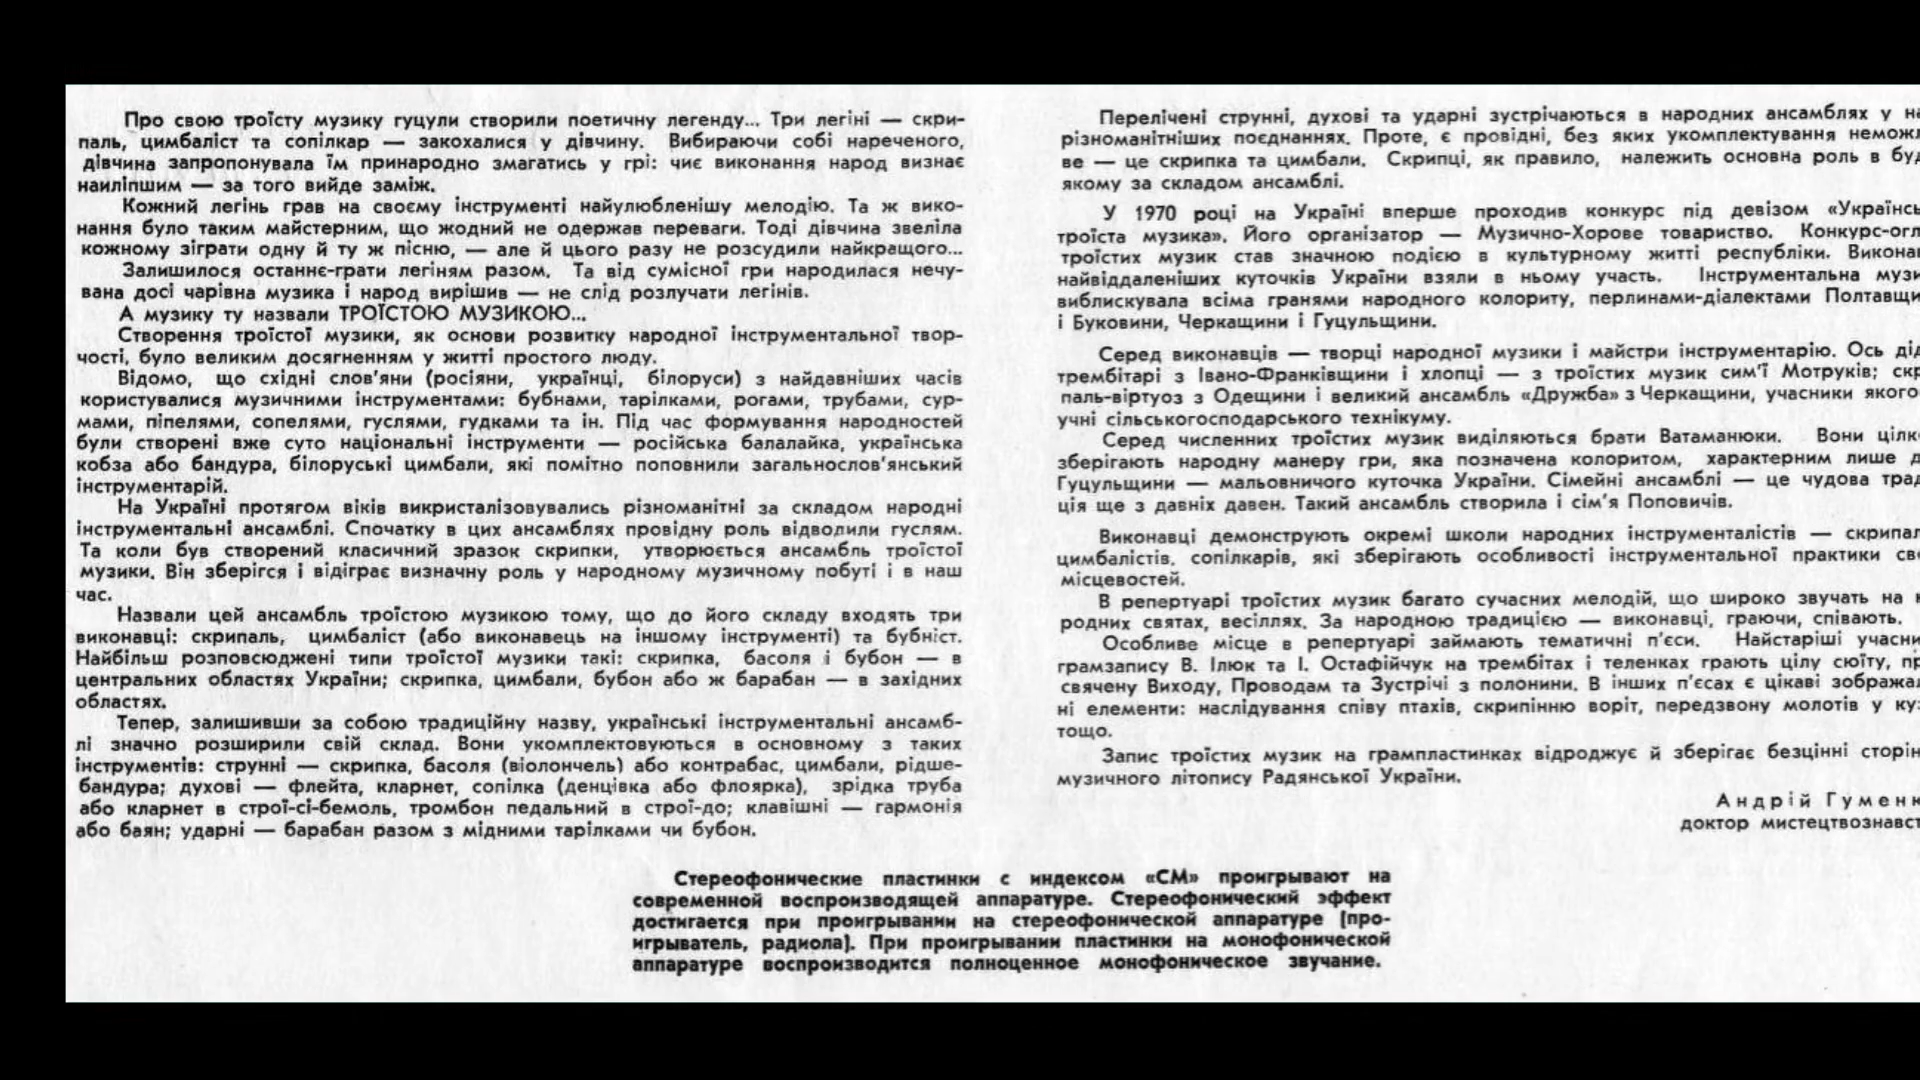 Про свою троїсту музику гуцули створили поетичну легенду... Три легіні — скри-
паль, цимбаліст та сопілкар — закохалися у дівчину. Вибираючи собі нареченого,
дівчина запропонувала їм принародно змагатись у грі: чиє виконання народ визнає
наиліпшим — за того вийде заміж.
Кожний легінь грав на своєму інструменті найулюбленішу мелодію. Та ж вико-
нання було таким майстерним, що жодний не одержав переваги. Тоді дівчина звеліла
кожному зіграти одну й ту ж пісню, — але й цього разу не розсудили найкращого...
Залишилося останнє-грати легіням разом. Та від сумісної гри народилася нечу-
вана досі чарівна музика і народ вирішив — не слід розлучати легінів.
А музику ту назвали ТРОЇСТОЮ МУЗИКОЮ...
Створення троїстої музики, як основи розвитку народної інструментальної твор-
чості, було великим досягненням у житті простого люду.
Відомо, що східні слов'яни (росіяни, українці, білоруси) з найдавніших часів
користувалися музичними інструментами: бубнами, тарілками, рогами, трубами, сур-
мами, піпелями, сопелями, гуслями, гудками та ін. Під час формування народностей
були створені вже суто національні інструменти — російська балалайка, українська
кобза або бандура, білоруські цимбали, які помітно поповнили загальнослов'янський
інструментарій.
На Україні протягом віків викристалізовувались різноманітні за складом народні
інструментальні ансамблі. Спочатку в цих ансамблях провідну роль відводили гуслям.
Та коли був створений класичний зразок скрипки, утворюється ансамбль троїстої
музики. Він зберігся і відіграє визначну роль у народному музичному побуті і в наш
час.
Назвали цей ансамбль троїстою музикою тому, що до його складу входять три
виконавці: скрипаль, цимбаліст (або виконавець на іншому інструменті) та бубніст.
Найбільш розповсюджені типи троїстої музики такі: скрипка, басоля і бубон — в
центральних областях України; скрипка, цимбали, бубон або ж барабан — в західних
областях.
Тепер, залишивши за собою традиційну назву, українські інструментальні ансамб-
лі значно розширили свій склад. Вони укомплектовуються в основному з таких
інструментів: струнні — скрипка, басоля (віолончель) або контрабас, цимбали, рідше-
бандура; духові — флейта, кларнет, сопілка (денцівка або флоярка), зрідка труба
або кларнет в строї-сі-бемоль, тромбон педальний в строї-до; клавішні — гармонія
або баян; ударні — барабан разом з мідними тарілками чи бубон.
Перелічені струнні, духові та ударні зустрічаються в народних ансамблях у на
різноманітніших поєднаннях. Проте, є провідні, без яких укомплектування неможл
ве — це скрипка та цимбали. Скрипці, як правило, належить основна роль в буд
якому за складом ансамблі.
У 1970 році на Україні вперше проходив конкурс під девізом «Українсь
троїста музика». Його організатор — Музично-Хорове товариство. Конкурс-огл
троїстих музик став значною подією в культурному житті республіки. Викона
найвіддаленіших куточків України взяли в ньому участь. Інструментальна музи
виблискувала всіма гранями народного колориту, перлинами-діалектами Полтавщи
і Буковини, Черкащини і Гуцульщини.
Серед виконавців — творці народної музики і майстри інструментарію. Ось дід
трембітарі з Івано-Франківщини і хлопці — з троїстих музик сим'ї Мотруків; скр
паль-віртуоз з Одещини і великий ансамбль «Дружба» з Черкащини, учасники якого
учні сільськогосподарського технікуму.
Серед численних троїстих музик виділяються брати Ватаманюки. Вони цілк
зберігають народну манеру гри, яка позначена колоритом, характерним лише д
Гуцульщини — мальовничого куточка України. Сімейні ансамблі — це чудова трад
ція ще з давніх давен. Такий ансамбль створила і сім'я Поповичів.
Виконавці демонструють окремі школи народних інструменталістів — скрипал
цимбалістів, сопілкарів, які зберігають особливості інструментальної практики сво
місцевостей.
В репертуарі троїстих музик багато сучасних мелодій, що широко звучать на н
родних святах, весіллях. За народною традицією — виконавці, граючи, співають.
Особливе місце в репертуарі займають тематичні п'єси. Найстаріші учасни
грамзапису В. Ілюк та І. Остафійчук на трембітах і теленках грають цілу сюїту, пр
свячену Виходу, Проводам та Зустрічі з полонини. В інших п'єсах є цікаві зображал
ні елементи: наслідування співу птахів, скрипінню воріт, передзвону молотів у куз
тощо.
Запис троїстих музик на грампластинках відроджує й зберігає безцінні сторін
музичного літопису Радянської України.
Андрій Гумен
доктор мистецтвознавст
Стереофонические пластинки с индексом «СМ» проигрывают на
современной воспроизводящей аппаратуре. Стереофонический эффект
достигается при проигрывании на стереофонической аппаратуре (про-
игрыватель, радиола). При проигрывании пластинки на монофонической
аппаратуре воспроизводится полноценное монофоническое звучание.